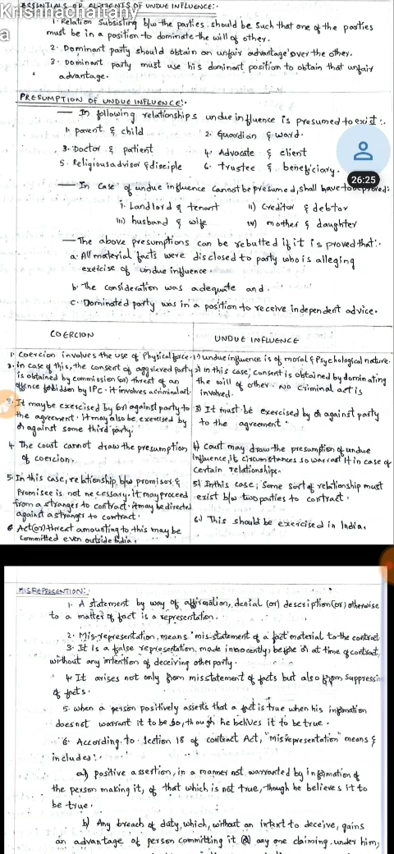 ESSENTIALS OR ELEMENTS OF UNDUE INFLUENCE:-
Krishnachaitany
a
1. Relation subsisting b/w the parties should be such that one of the parties
must be in a position to dominate the will of other.
2. Dominant party should obtain an unfair advantage over the other.
3. Dominant party must use his dominant position to obtain that unfair
advantage.
PRESUMPTION OF UNDUE INFLUENCE:-
— In following relationships undue influence is presumed to exist:.
1. parent & child 2. Guardian & ward.
3. Doctor & patient 4. Advocate & client
5. Religious advisor & disciple 6. Trustee & beneficiary.
26:25
— In case of undue influence cannot be presumed, shall have to proved:
i. Landlord & tenant ii) Creditor & debtor
iii) husband & wife iv) mother & daughter
— The above presumptions can be rebutted if it is proved that:-
a. All material facts were disclosed to party who is alleging
exercise of undue influence.
b. The consideration was adequate and.
c. Dominated party was in a position to receive independent advice.
COERCION
UNDUE INFLUENCE
1. Coercion involves the use of Physical force
2. in case of this, the consent of aggrieved party
is obtained by commission (or) threat of an
offence forbidden by IPC. It involves criminal act.
3. It maybe exercised by (or) against party to
the agreement. it may also be exercised by
or against some third party.
4. The court cannot draw the presumption
of coercion.
5. In this case, relationship b/w promisor &
Promisee is not necessary. it may proceed
from a stranger to contract. it may be directed
against a stranger to contract.
6. Act (or) threat amounting to this may be
committed even outside India.
1) undue influence is of moral & Psychological nature.
2) In this case, consent is obtained by dominating
the will of other. No Criminal act is
involved.
3) It must be exercised by or against party
to the agreement.
4) Court may draw the presumption of undue
influence, if circumstances so warrant it in case of
Certain relationships.
5) In this case, Some sort of relationship must
exist b/w two parties to contract.
6) This should be exercised in India.
MISREPRESENTION:
1. A statement by way of affirmation, denial (or) description (or) otherwise
to a matter of fact is a representation.
2. Mis-representation, means "mis-statement of a fact material to the contract
3. It is a false representation, made innocently; before or at time of contract,
without any intention of deceiving other party.
4. It arises not only from misstatement of facts but also from suppression
of facts.
5. when a person positively asserts that a fact is true when his information
does not warrant it to be so, though he belives it to be true.
6. According to Section 18 of contract Act, "Misrepresentation" means &
includes:.
a) positive assertion, in a manner not warranted by information of
the person making it, of that which is not true, though he believes it to
be true.
b) Any breach of duty, which, without an intent to deceive, gains
an advantage of person committing it (or) any one claiming under him;